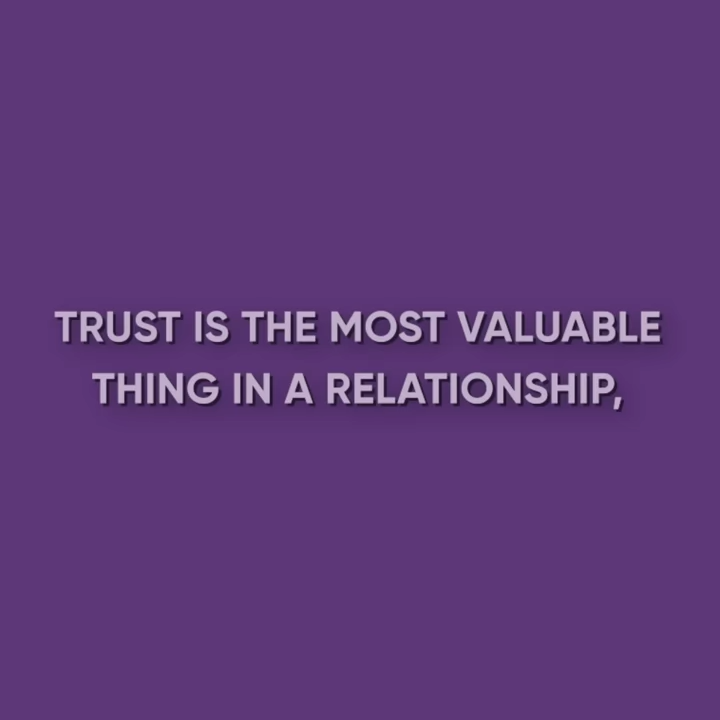 TRUST IS THE MOST VALUABLE
THING IN A RELATIONSHIP,